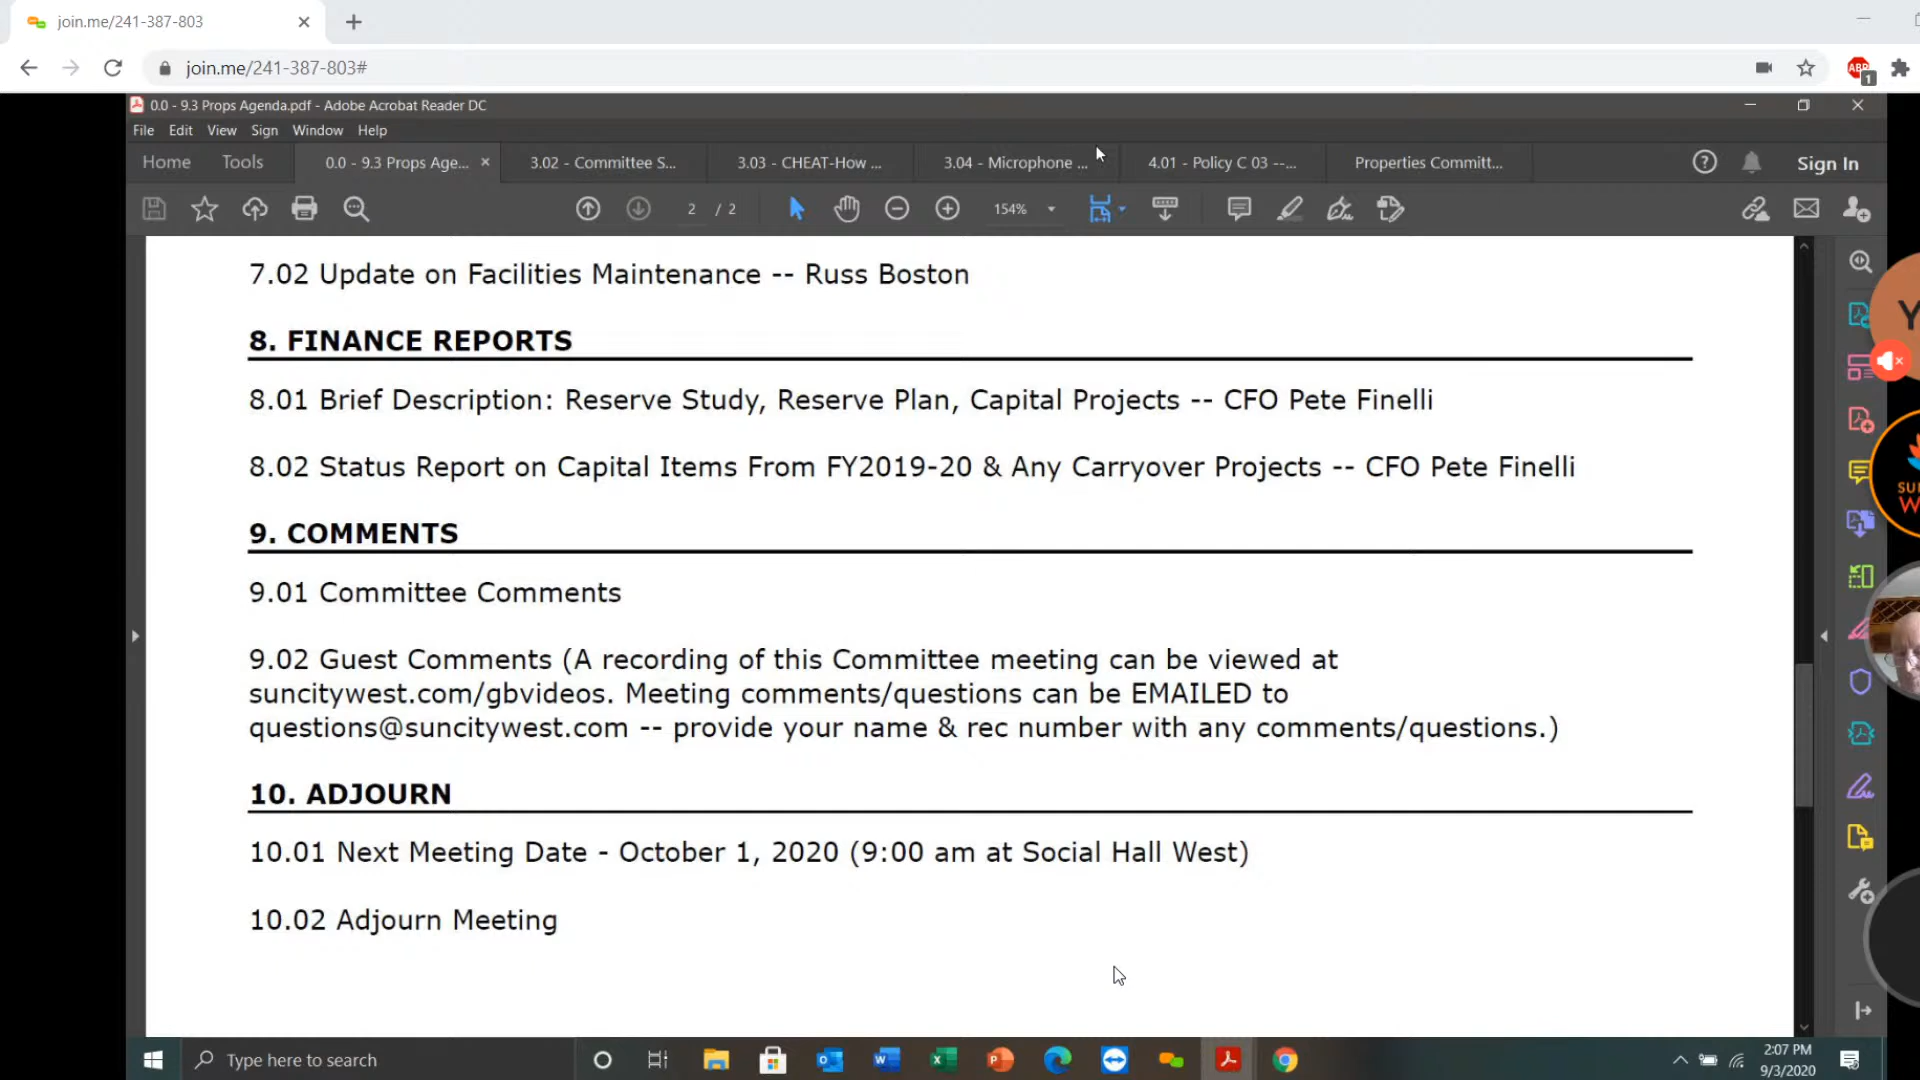 join.me/241-387-803
join.me/241-387-803#
ABP
1
0.0 - 9.3 Props Agenda.pdf - Adobe Acrobat Reader DC
File Edit View Sign Window Help
Home Tools 0.0 - 9.3 Props Age... 3.02 - Committee S... 3.03 - CHEAT-How ... 3.04 - Microphone ... 4.01 - Policy C 03 --... Properties Committ... Sign In
2 / 2 154%
7.02 Update on Facilities Maintenance -- Russ Boston
8. FINANCE REPORTS
8.01 Brief Description: Reserve Study, Reserve Plan, Capital Projects -- CFO Pete Finelli
8.02 Status Report on Capital Items From FY2019-20 & Any Carryover Projects -- CFO Pete Finelli
9. COMMENTS
9.01 Committee Comments
9.02 Guest Comments (A recording of this Committee meeting can be viewed at
suncitywest.com/gbvideos. Meeting comments/questions can be EMAILED to
questions@suncitywest.com -- provide your name & rec number with any comments/questions.)
10. ADJOURN
10.01 Next Meeting Date - October 1, 2020 (9:00 am at Social Hall West)
10.02 Adjourn Meeting
Type here to search
2:07 PM
9/3/2020